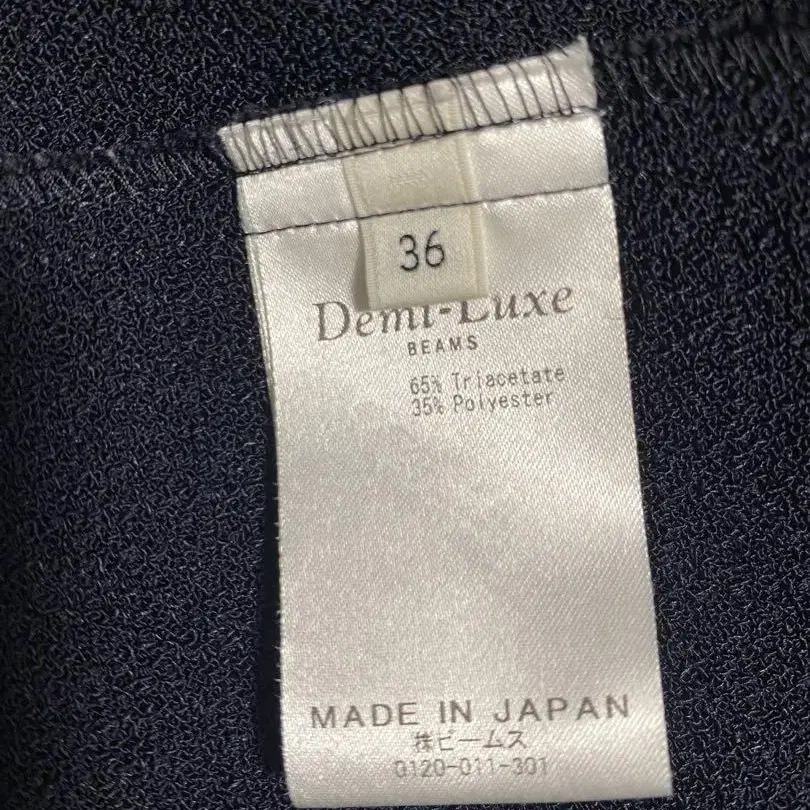 36
Demi-Luxe
BEAMS
65% Triacetate
35% Polyester
MADE IN JAPAN
㈱ビームス
0120-011-301